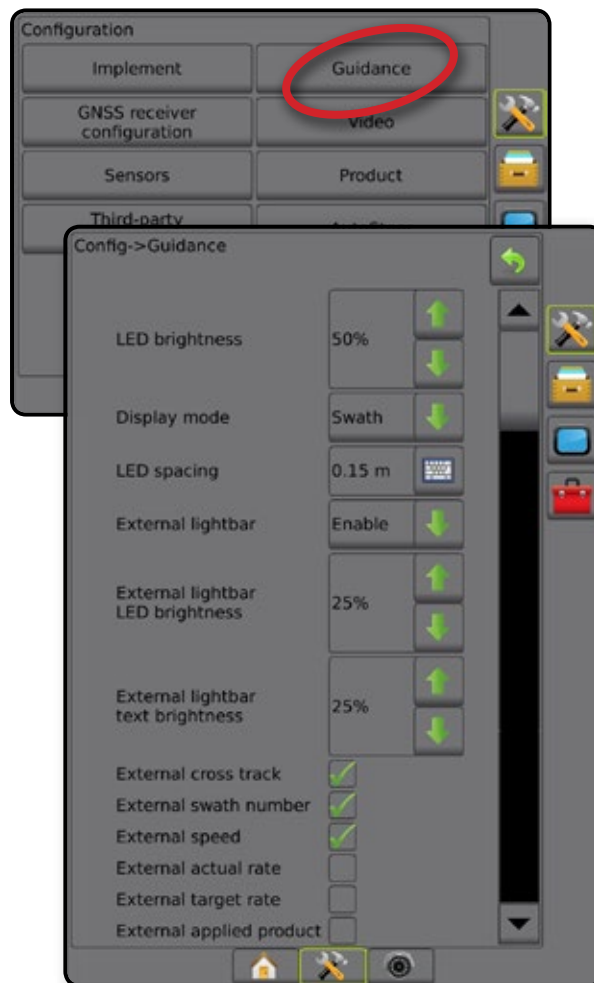 Configuration
Implement
Guidance
GNSS receiver
configuration
Video
Sensors
Product
Third-party
Config->Guidance
LED brightness
50%
Display mode
Swath
LED spacing
0.15 m
External lightbar
Enable
External lightbar
LED brightness
25%
External lightbar
text brightness
25%
External cross track
External swath number
External speed
External actual rate
External target rate
External applied product